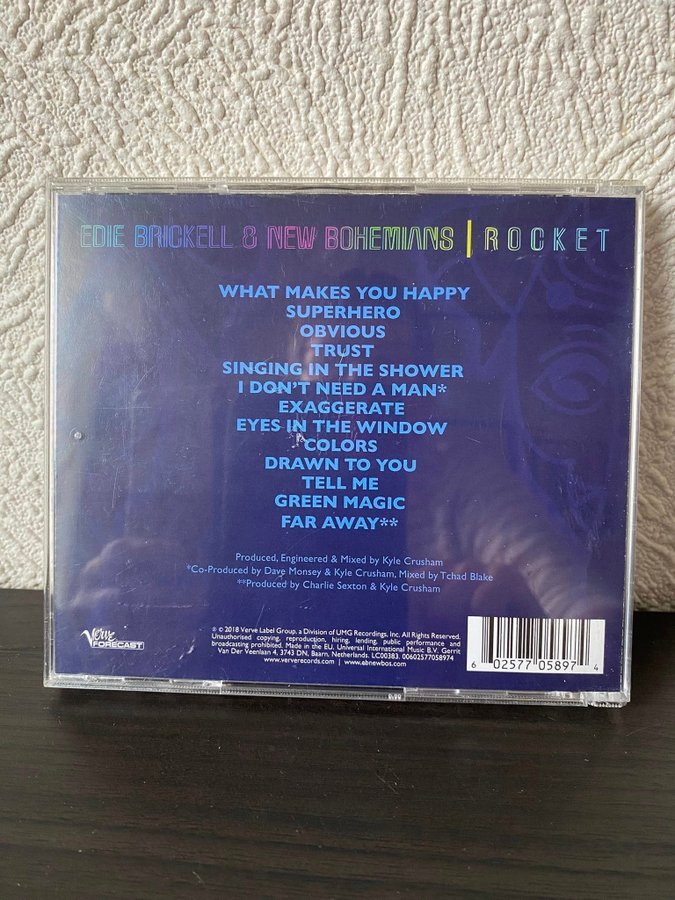 EDIE BRICKELL & NEW BOHEMIANS | ROCKET
WHAT MAKES YOU HAPPY
SUPERHERO
OBVIOUS
TRUST
SINGING IN THE SHOWER
I DON'T NEED A MAN*
EXAGGERATE
EYES IN THE WINDOW
COLORS
DRAWN TO YOU
TELL ME
GREEN MAGIC
FAR AWAY**
Produced, Engineered & Mixed by Kyle Crusham
*Co-Produced by Dave Monsey & Kyle Crusham, Mixed by Tchad Blake
**Produced by Charlie Sexton & Kyle Crusham
Verve
FORECAST
℗ © 2018 Verve Label Group, a Division of UMG Recordings, Inc. All Rights Reserved.
Unauthorised copying, reproduction, hiring, lending, public performance and
broadcasting prohibited. Made in the EU. Universal International Music B.V. Gerrit
Van Der Veenlaan 4, 3743 DN, Baarn, Netherlands. LC00383. 00602577058974
www.ververecords.com | www.ebnewbos.com
6 02577 05897 4